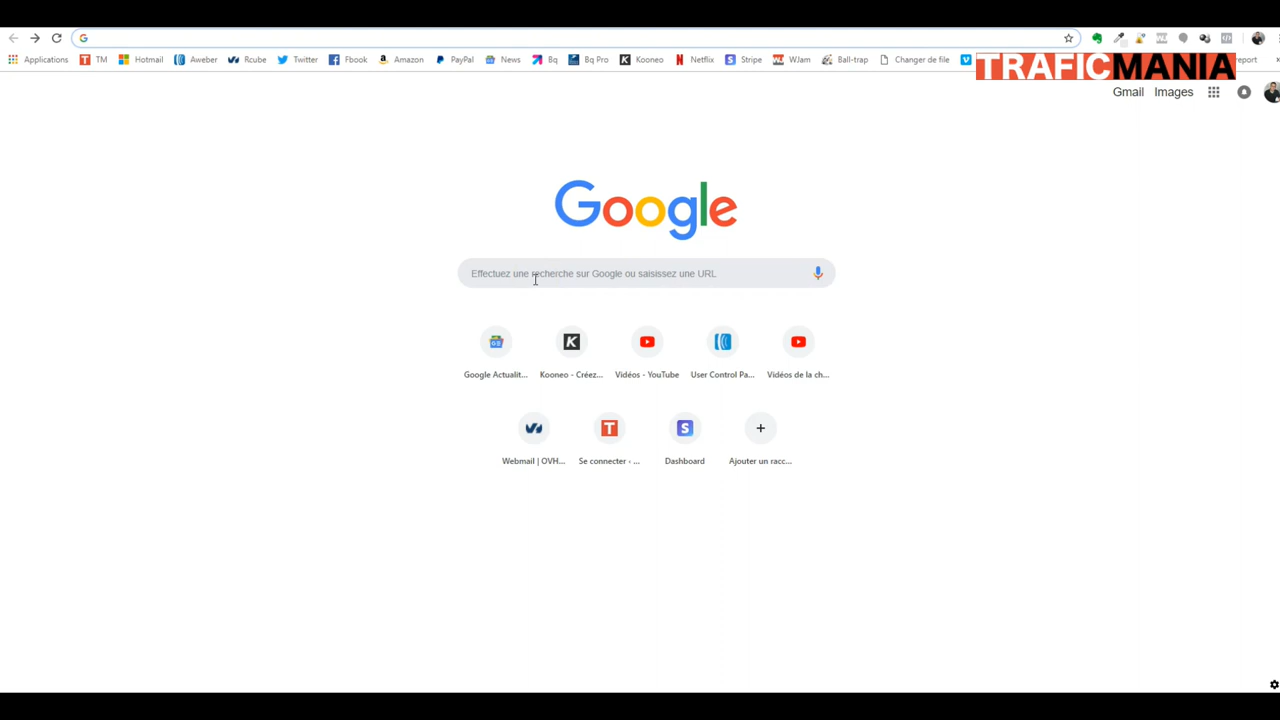 Applications TM Hotmail Aweber Rcube Twitter Fbook Amazon PayPal News Bq Bq Pro Kooneo Netflix Stripe WJam Ball-trap Changer de file
TRAFICMANIA
Gmail Images
Google
Effectuez une recherche sur Google ou saisissez une URL
Google Actualit... Kooneo - Créez... Vidéos - YouTube User Control Pa... Vidéos de la ch...
Webmail | OVH... Se connecter ‹ ... Dashboard Ajouter un racc...